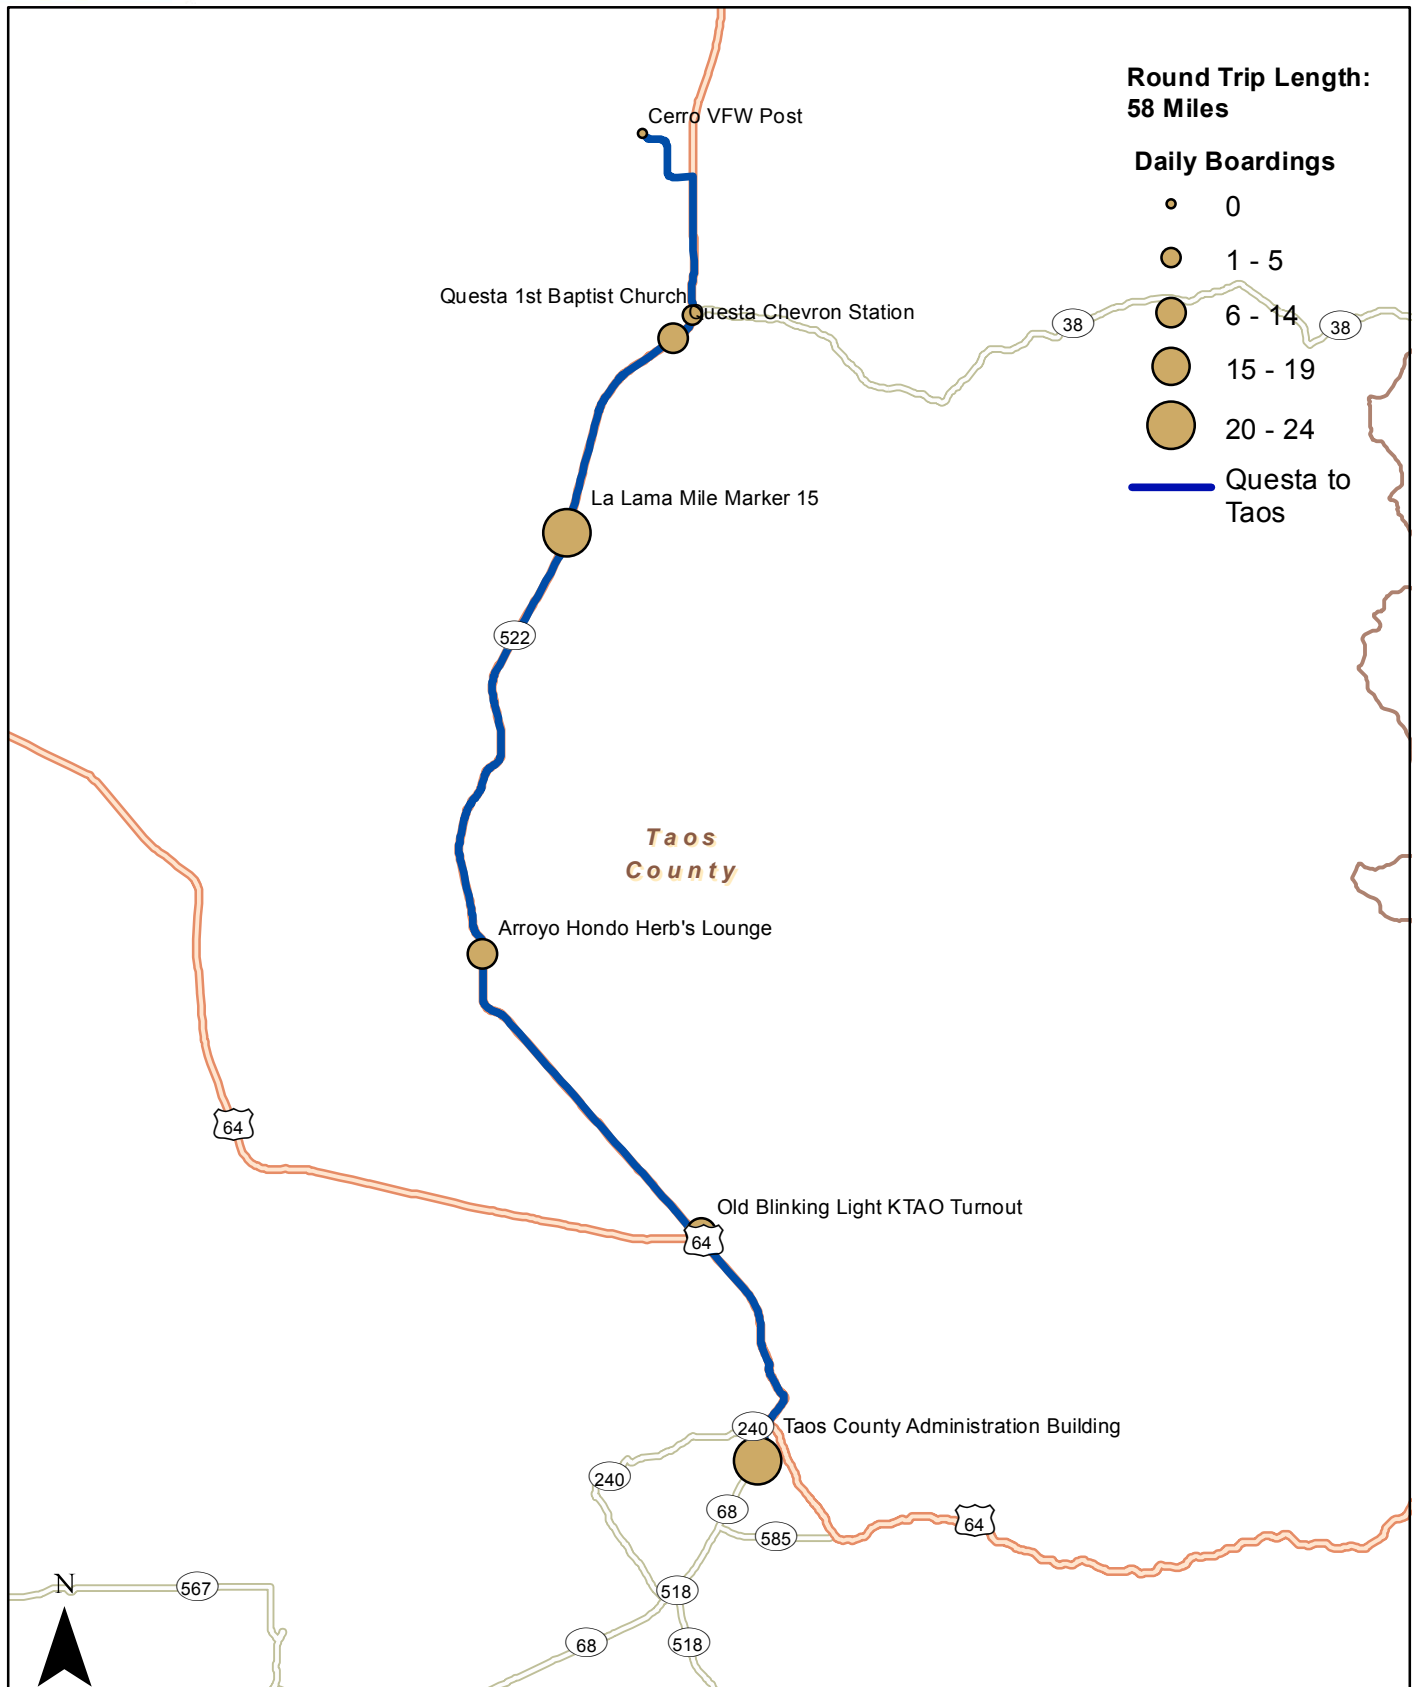 Round Trip Length:
58 Miles
Daily Boardings
0
1 - 5
6 - 14
15 - 19
20 - 24
Questa to
Taos
Cerro VFW Post
Questa 1st Baptist Church
Questa Chevron Station
38
38
La Lama Mile Marker 15
522
Taos
County
Arroyo Hondo Herb's Lounge
64
Old Blinking Light KTAO Turnout
64
240
Taos County Administration Building
240
68
64
585
N
567
518
68
518